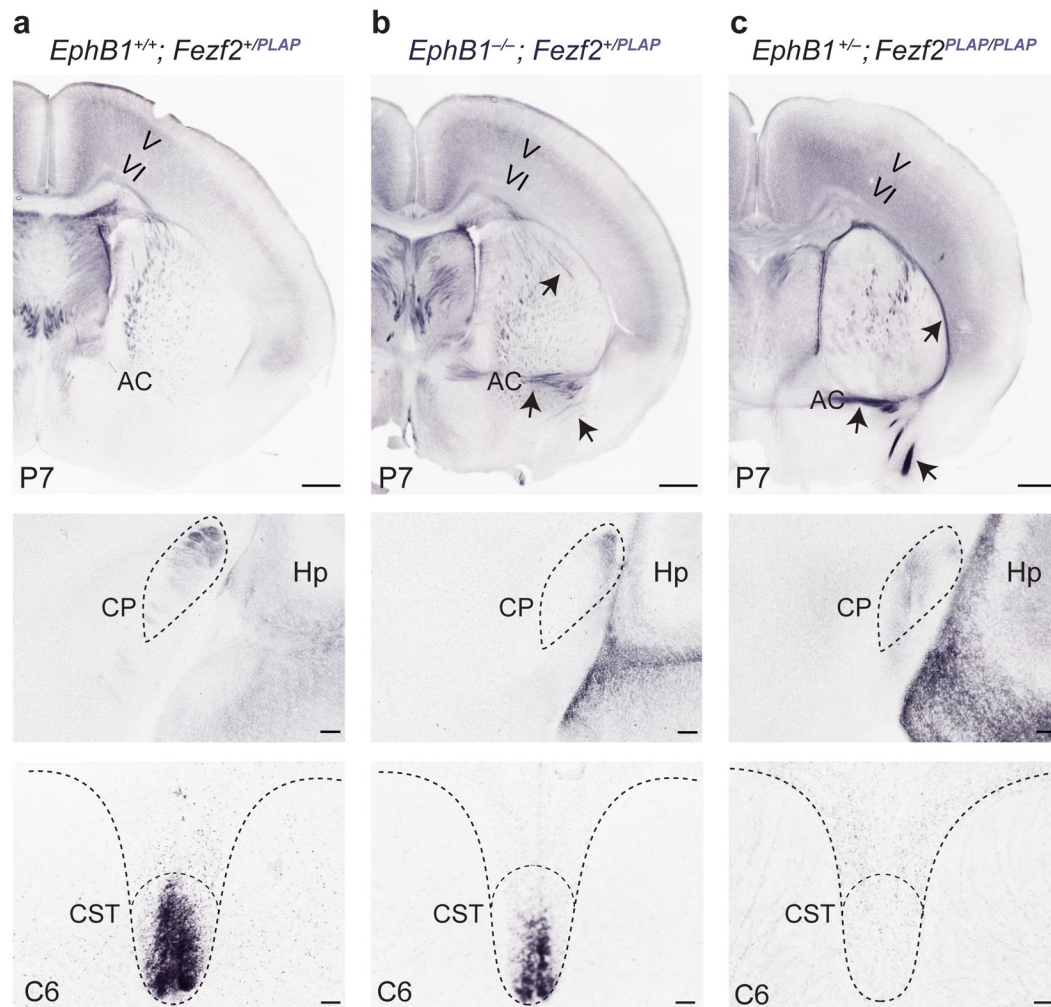 a
b
c
EphB1+/+; Fezf2+/PLAP
EphB1–/–; Fezf2+/PLAP
EphB1+/–; Fezf2PLAP/PLAP
V
VI
AC
P7
V
VI
AC
P7
V
VI
AC
P7
CP
Hp
CP
Hp
CP
Hp
CST
C6
CST
C6
CST
C6